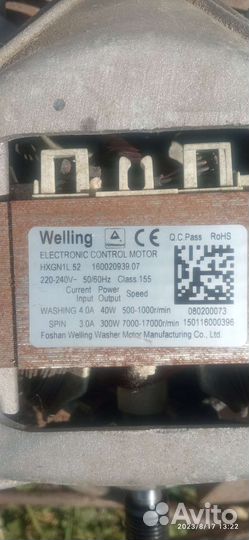 Welling CE Q.C.Pass RoHS
ELECTRONIC CONTROL MOTOR
HXGN1L.52 160020939.07
220-240V~ 50/60Hz Class.155
Current Power Speed
Input Output
WASHING 4.0A 40W 500-1000r/min 080200073
SPIN 3.0A 300W 7000-17000r/min 150116000396
Foshan Welling Washer Motor Manufacturing Co., Ltd.
Avito
2023/8/17 13:22